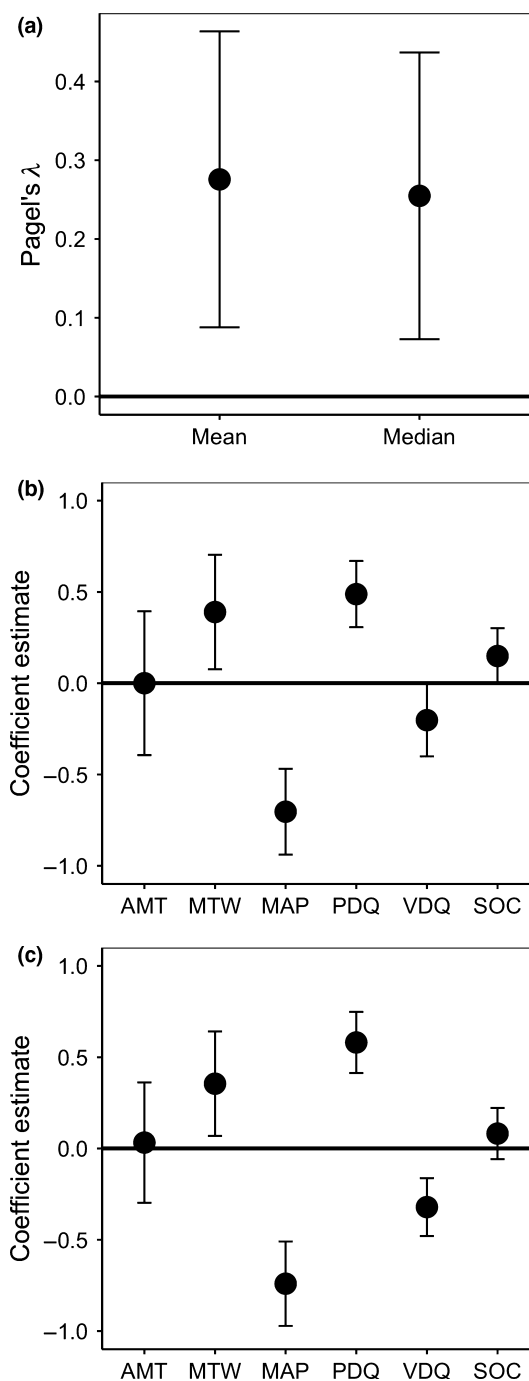 (a)
Pagel's λ
0.4
0.3
0.2
0.1
0.0
Mean Median
(b)
Coefficient estimate
1.0
0.5
0.0
–0.5
–1.0
AMT MTW MAP PDQ VDQ SOC
(c)
Coefficient estimate
1.0
0.5
0.0
–0.5
–1.0
AMT MTW MAP PDQ VDQ SOC